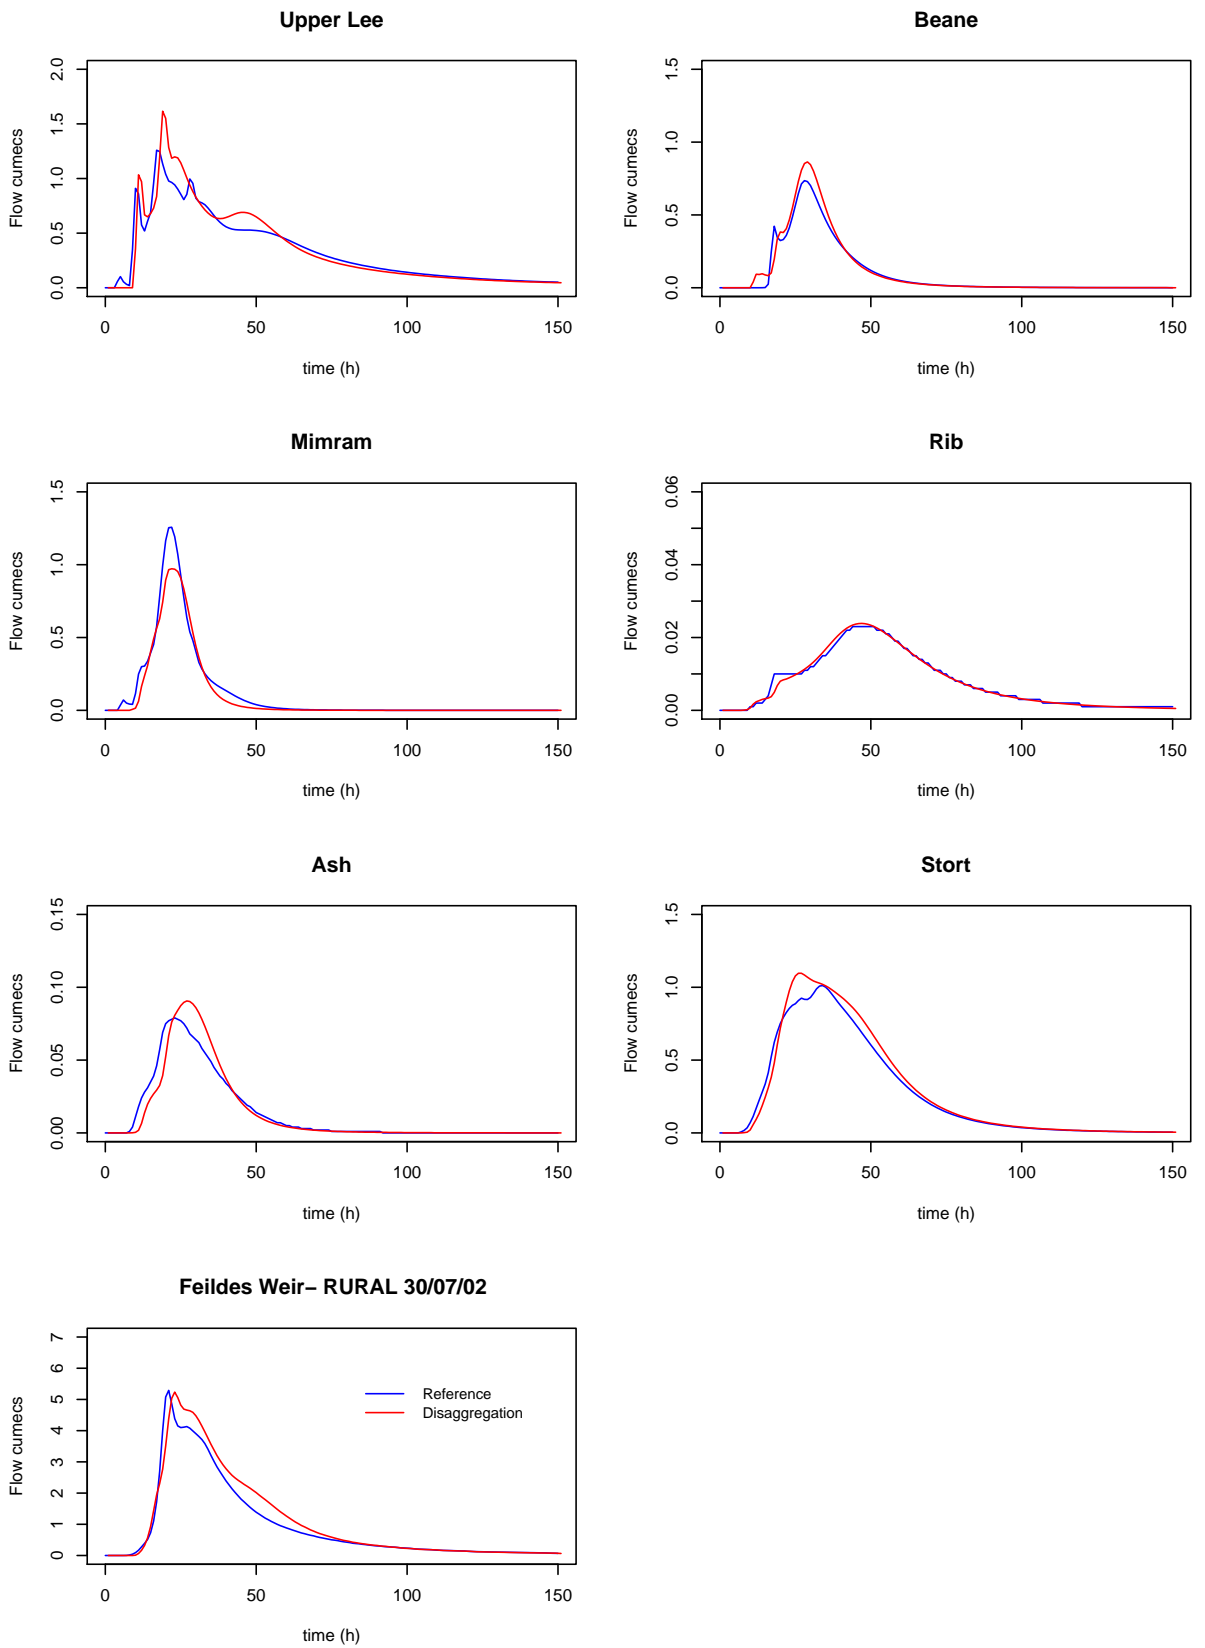 Upper Lee
Flow cumecs
0.0 0.5 1.0 1.5 2.0
0 50 100 150
time (h)
Beane
Flow cumecs
0.0 0.5 1.0 1.5
0 50 100 150
time (h)
Mimram
Flow cumecs
0.0 0.5 1.0 1.5
0 50 100 150
time (h)
Rib
Flow cumecs
0.00 0.02 0.04 0.06
0 50 100 150
time (h)
Ash
Flow cumecs
0.00 0.05 0.10 0.15
0 50 100 150
time (h)
Stort
Flow cumecs
0.0 0.5 1.0 1.5
0 50 100 150
time (h)
Feildes Weir− RURAL 30/07/02
Flow cumecs
0 1 2 3 4 5 6 7
Reference
Disaggregation
0 50 100 150
time (h)